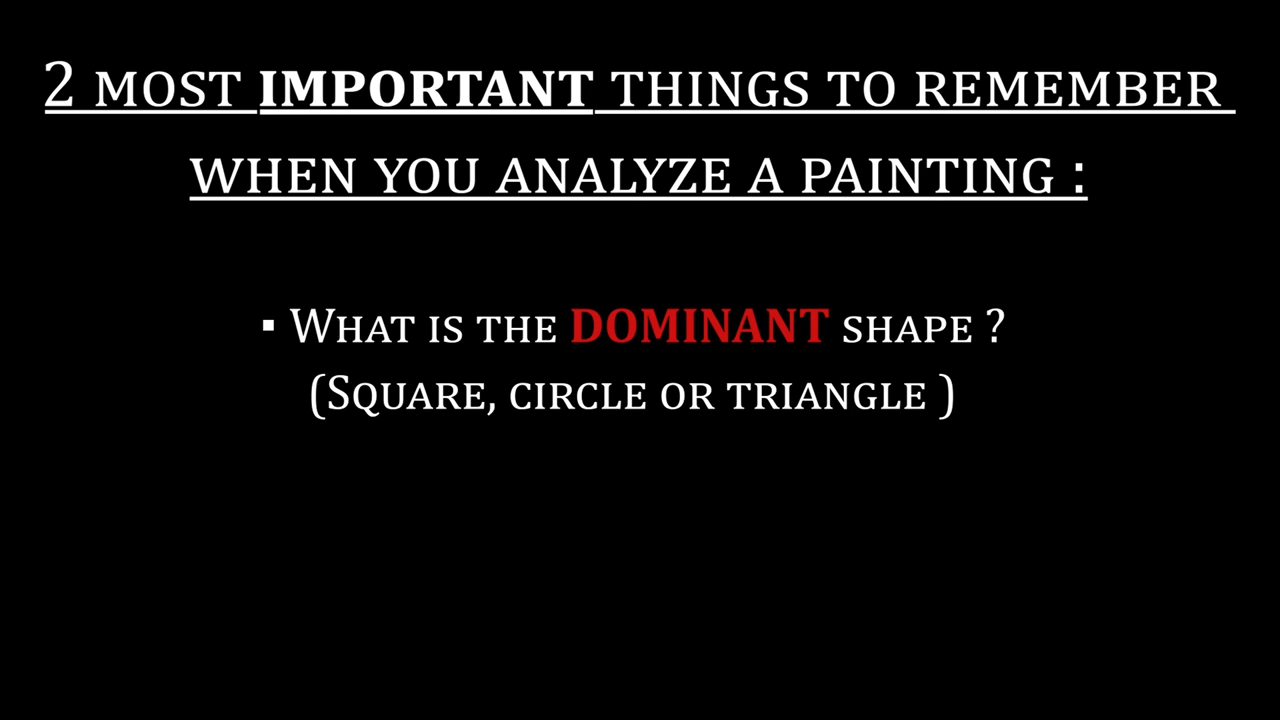 2 most IMPORTANT things to remember
when you analyze a painting :
▪ What is the DOMINANT shape ?
(Square, circle or triangle )